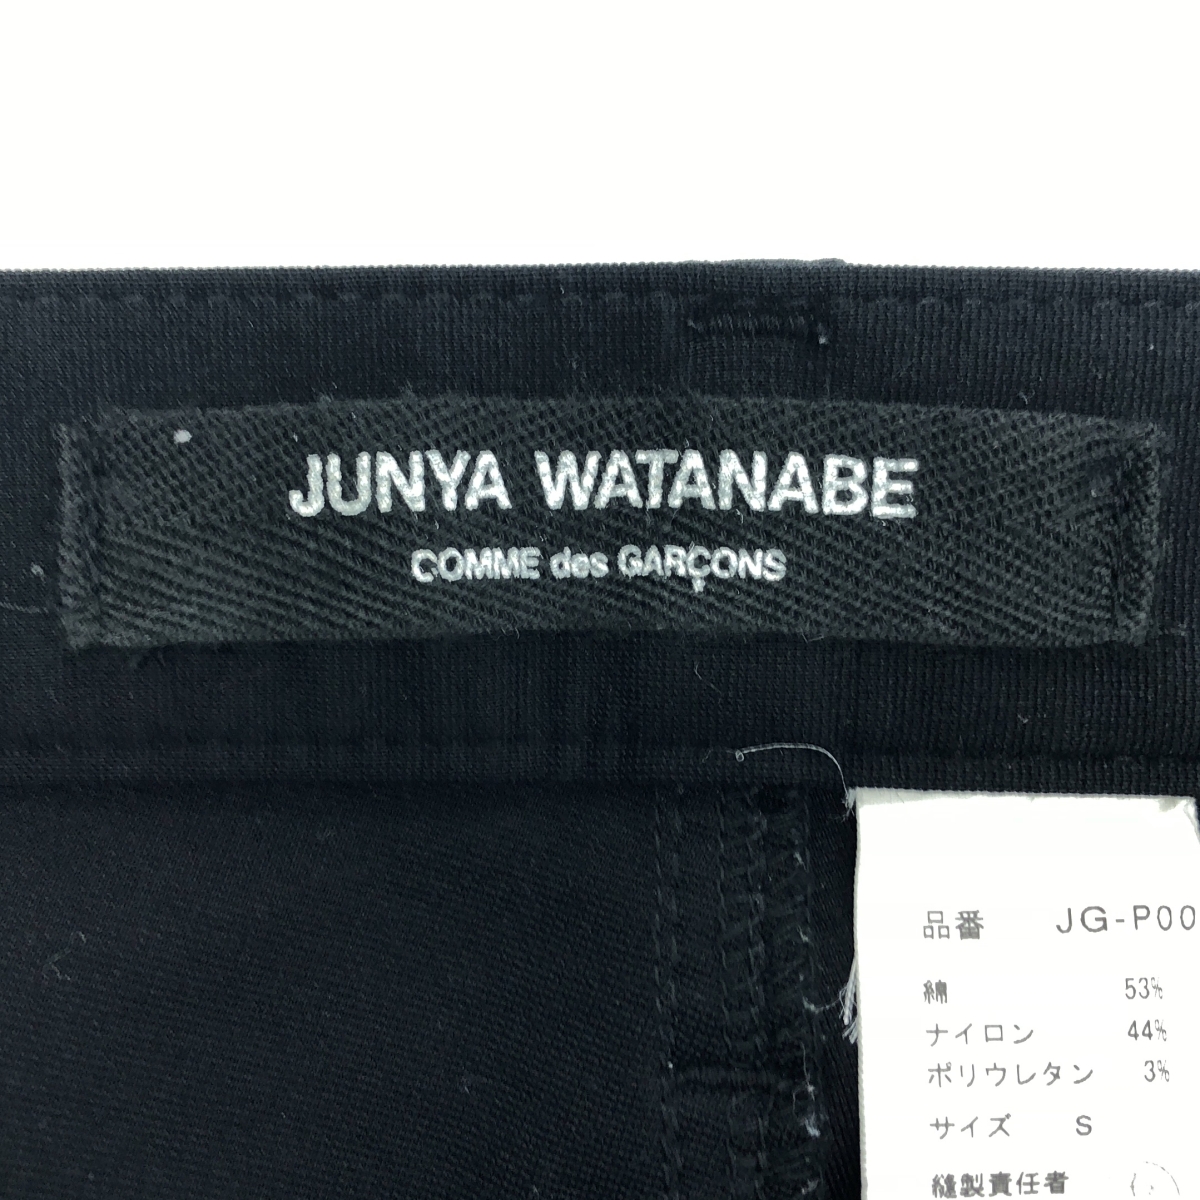 JUNYA WATANABE
COMME des GARÇONS
品番 JG-P00
綿 53%
ナイロン 44%
ポリウレタン 3%
サイズ S
縫製責任者